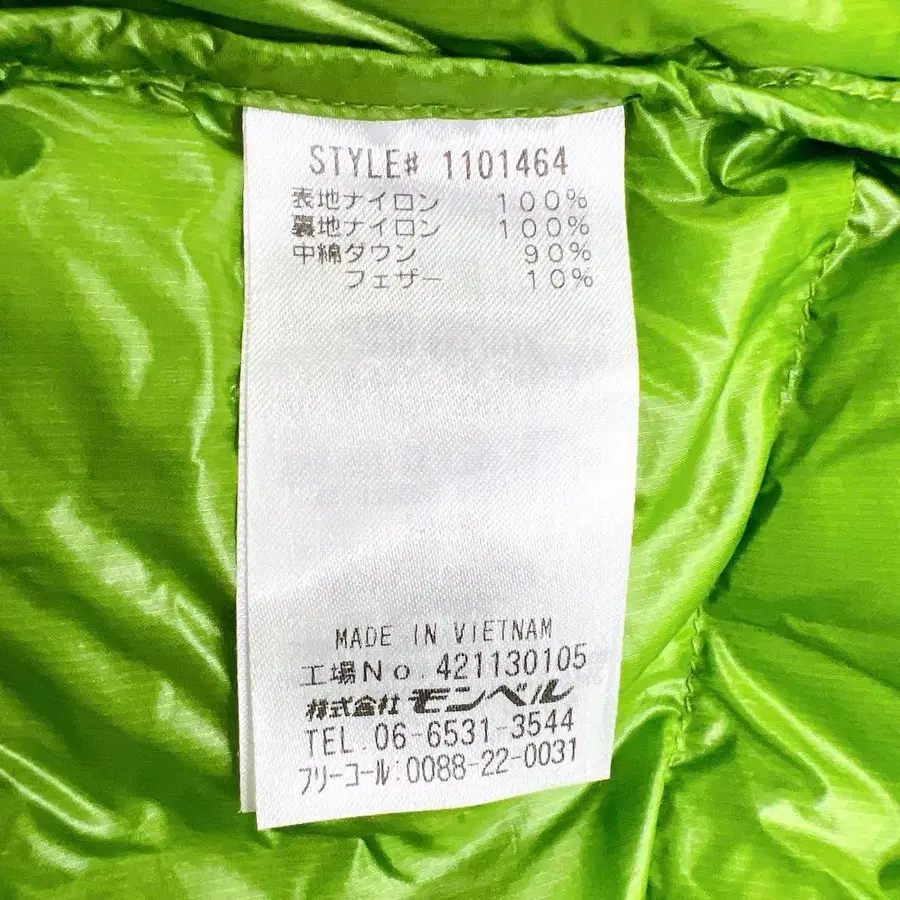 STYLE# 1101464
表地ナイロン 100%
裏地ナイロン 100%
中綿ダウン 90%
フェザー 10%
MADE IN VIETNAM
工場No. 421130105
株式会社 モンベル
TEL.06-6531-3544
フリーコール:0088-22-0031